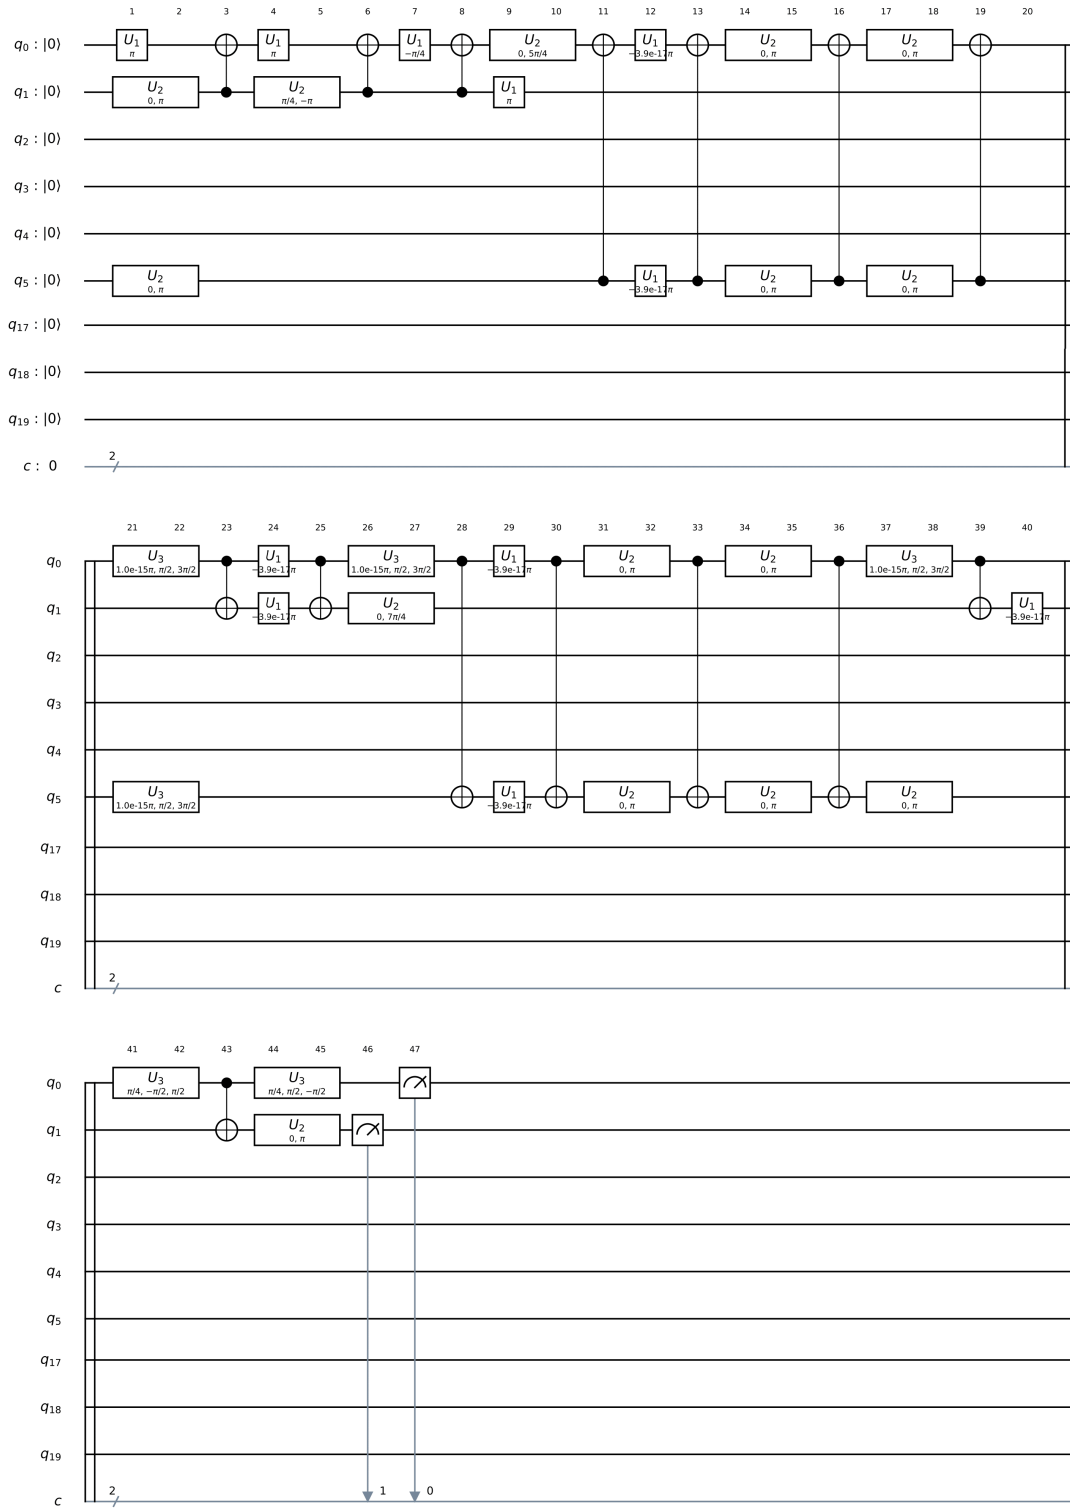 1 2 3 4 5 6 7 8 9 10 11 12 13 14 15 16 17 18 19 20
q0 : |0⟩ U1 π U1 π U1 −π/4 U2 0, 5π/4 U1 −3.9e-17π U2 0, π U2 0, π
q1 : |0⟩ U2 0, π U2 π/4, −π U1 π
q2 : |0⟩
q3 : |0⟩
q4 : |0⟩
q5 : |0⟩ U2 0, π U1 −3.9e-17π U2 0, π U2 0, π
q17 : |0⟩
q18 : |0⟩
q19 : |0⟩
c : 0 2
21 22 23 24 25 26 27 28 29 30 31 32 33 34 35 36 37 38 39 40
q0 U3 1.0e-15π, π/2, 3π/2 U1 −3.9e-17π U3 1.0e-15π, π/2, 3π/2 U1 −3.9e-17π U2 0, π U2 0, π U3 1.0e-15π, π/2, 3π/2
q1 U1 −3.9e-17π U2 0, 7π/4 U1 −3.9e-17π
q2
q3
q4
q5 U3 1.0e-15π, π/2, 3π/2 U1 −3.9e-17π U2 0, π U2 0, π U2 0, π
q17
q18
q19
c 2
41 42 43 44 45 46 47
q0 U3 π/4, −π/2, π/2 U3 π/4, π/2, −π/2
q1 U2 0, π
q2
q3
q4
q5
q17
q18
q19
c 2 1 0